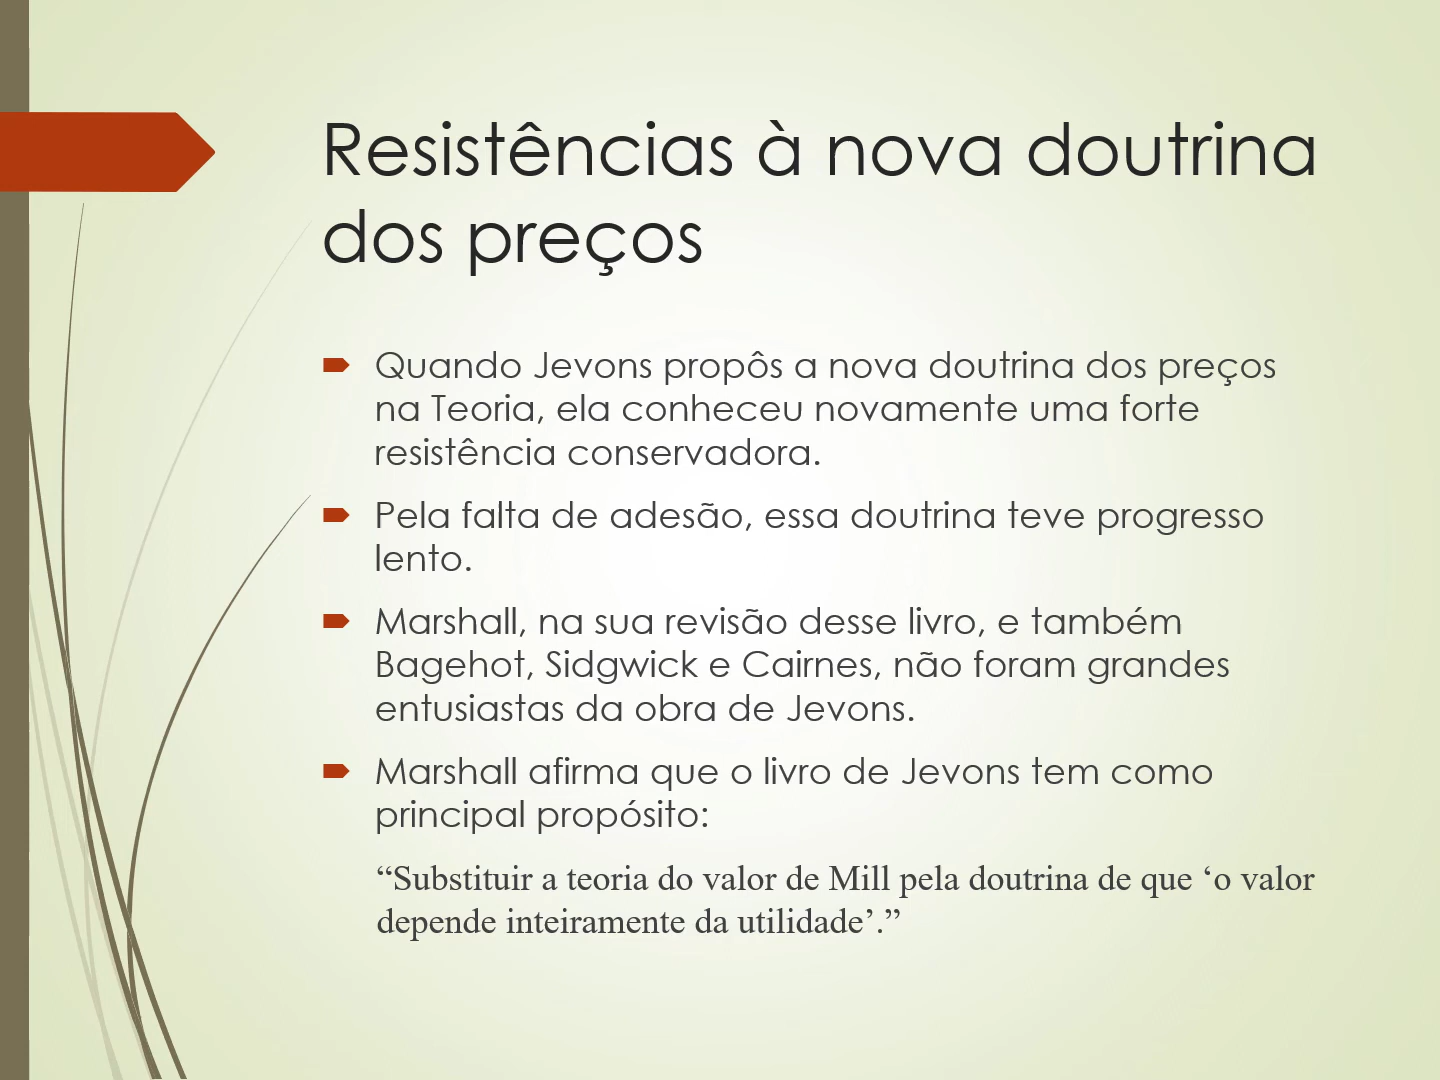 Resistências à nova doutrina
dos preços
Quando Jevons propôs a nova doutrina dos preços
na Teoria, ela conheceu novamente uma forte
resistência conservadora.
Pela falta de adesão, essa doutrina teve progresso
lento.
Marshall, na sua revisão desse livro, e também
Bagehot, Sidgwick e Cairnes, não foram grandes
entusiastas da obra de Jevons.
Marshall afirma que o livro de Jevons tem como
principal propósito:
“Substituir a teoria do valor de Mill pela doutrina de que ‘o valor
depende inteiramente da utilidade’.”